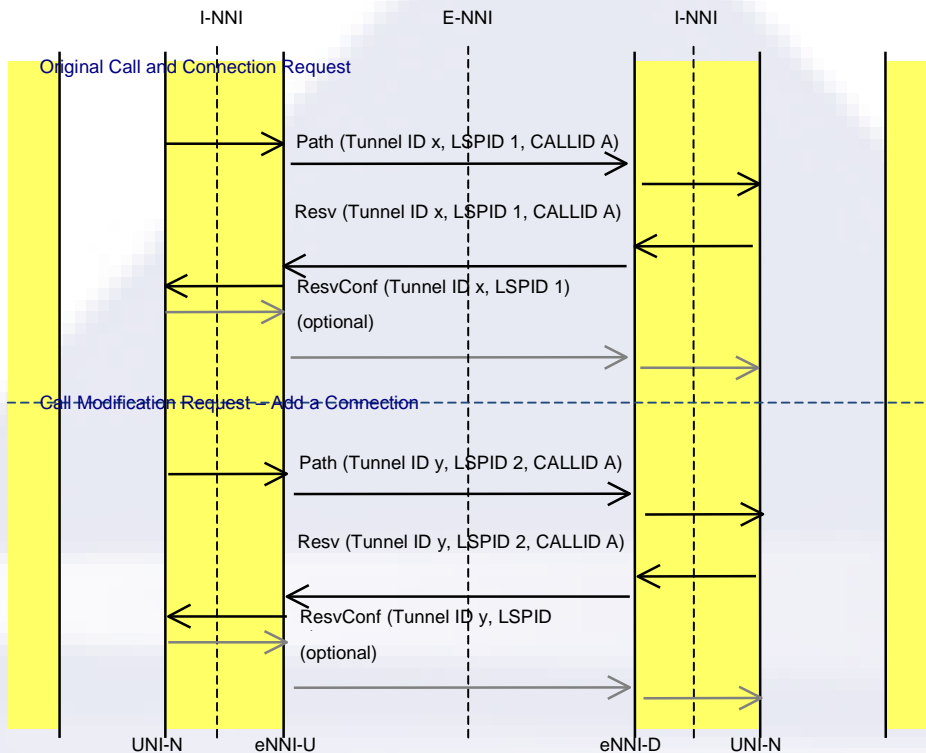 I-NNI E-NNI I-NNI
Original Call and Connection Request
Path (Tunnel ID x, LSPID 1, CALLID A)
Resv (Tunnel ID x, LSPID 1, CALLID A)
ResvConf (Tunnel ID x, LSPID 1)
(optional)
Call Modification Request – Add a Connection
Path (Tunnel ID y, LSPID 2, CALLID A)
Resv (Tunnel ID y, LSPID 2, CALLID A)
ResvConf (Tunnel ID y, LSPID
(optional)
UNI-N eNNI-U eNNI-D UNI-N